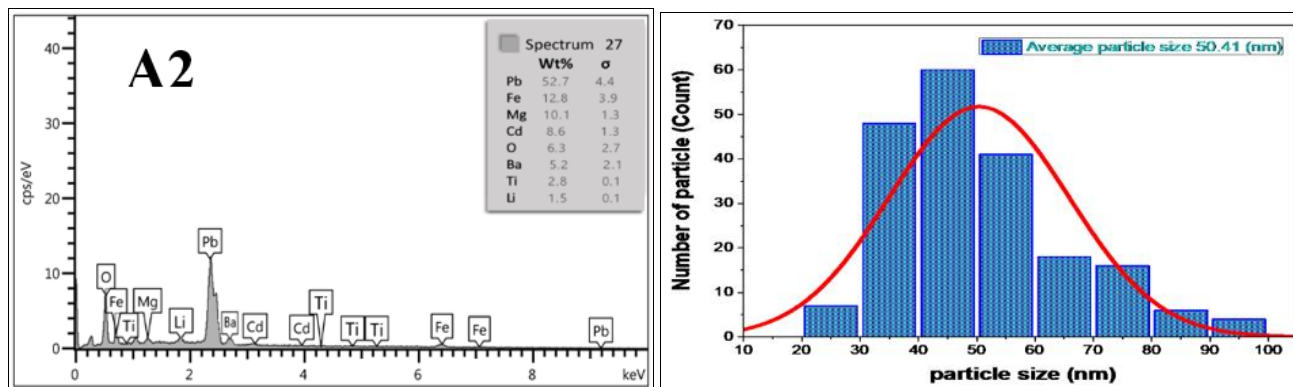 A2
Spectrum 27
Wt% σ
Pb 52.7 4.4
Fe 12.8 3.9
Mg 10.1 1.3
Cd 8.6 1.3
O 6.3 2.7
Ba 5.2 2.1
Ti 2.8 0.1
Li 1.5 0.1
cps/eV
40
30
20
10
0
Pb
O
Fe
Ti
Mg
Li
Ba
Cd
Cd
Ti
Ti
Ti
Fe
Fe
Pb
0 2 4 6 8 keV
Average particle size 50.41 (nm)
Number of particle (Count)
70
60
50
40
30
20
10
0
10 20 30 40 50 60 70 80 90 100
particle size (nm)